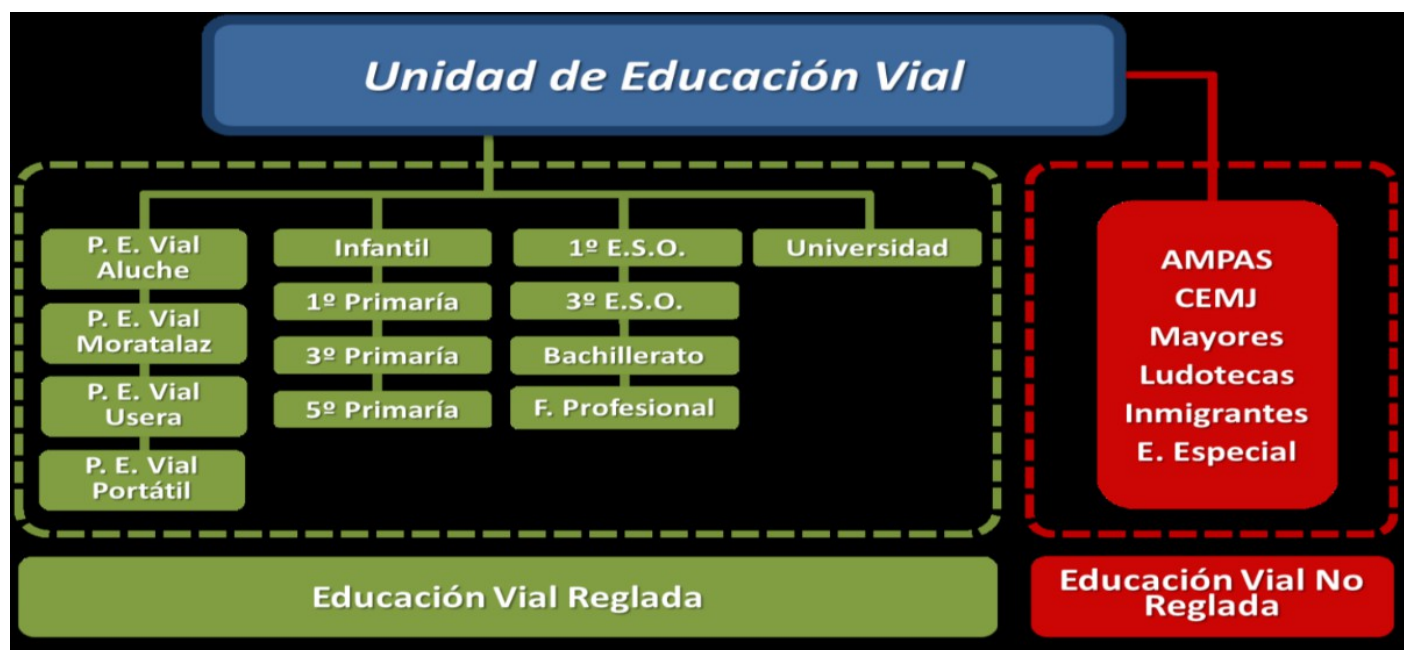 Unidad de Educación Vial
P. E. Vial
Aluche
P. E. Vial
Moratalaz
P. E. Vial
Usera
P. E. Vial
Portátil
Infantil
1º Primaría
3º Primaría
5º Primaría
1º E.S.O.
3º E.S.O.
Bachillerato
F. Profesional
Universidad
AMPAS
CEMJ
Mayores
Ludotecas
Inmigrantes
E. Especial
Educación Vial Reglada
Educación Vial No
Reglada